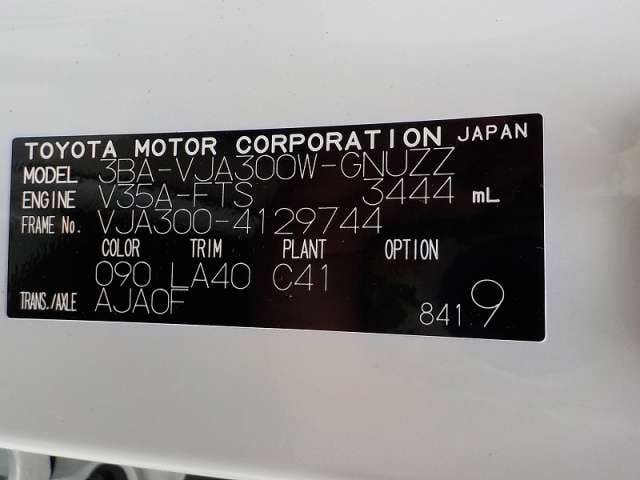 TOYOTA MOTOR CORPORATION JAPAN
MODEL 3BA-VJA300W-GNUZZ
ENGINE V35A-FTS 3444 mL
FRAME No. VJA300-4129744
COLOR TRIM PLANT OPTION
090 LA40 C41
TRANS./AXLE AJA0F
8419